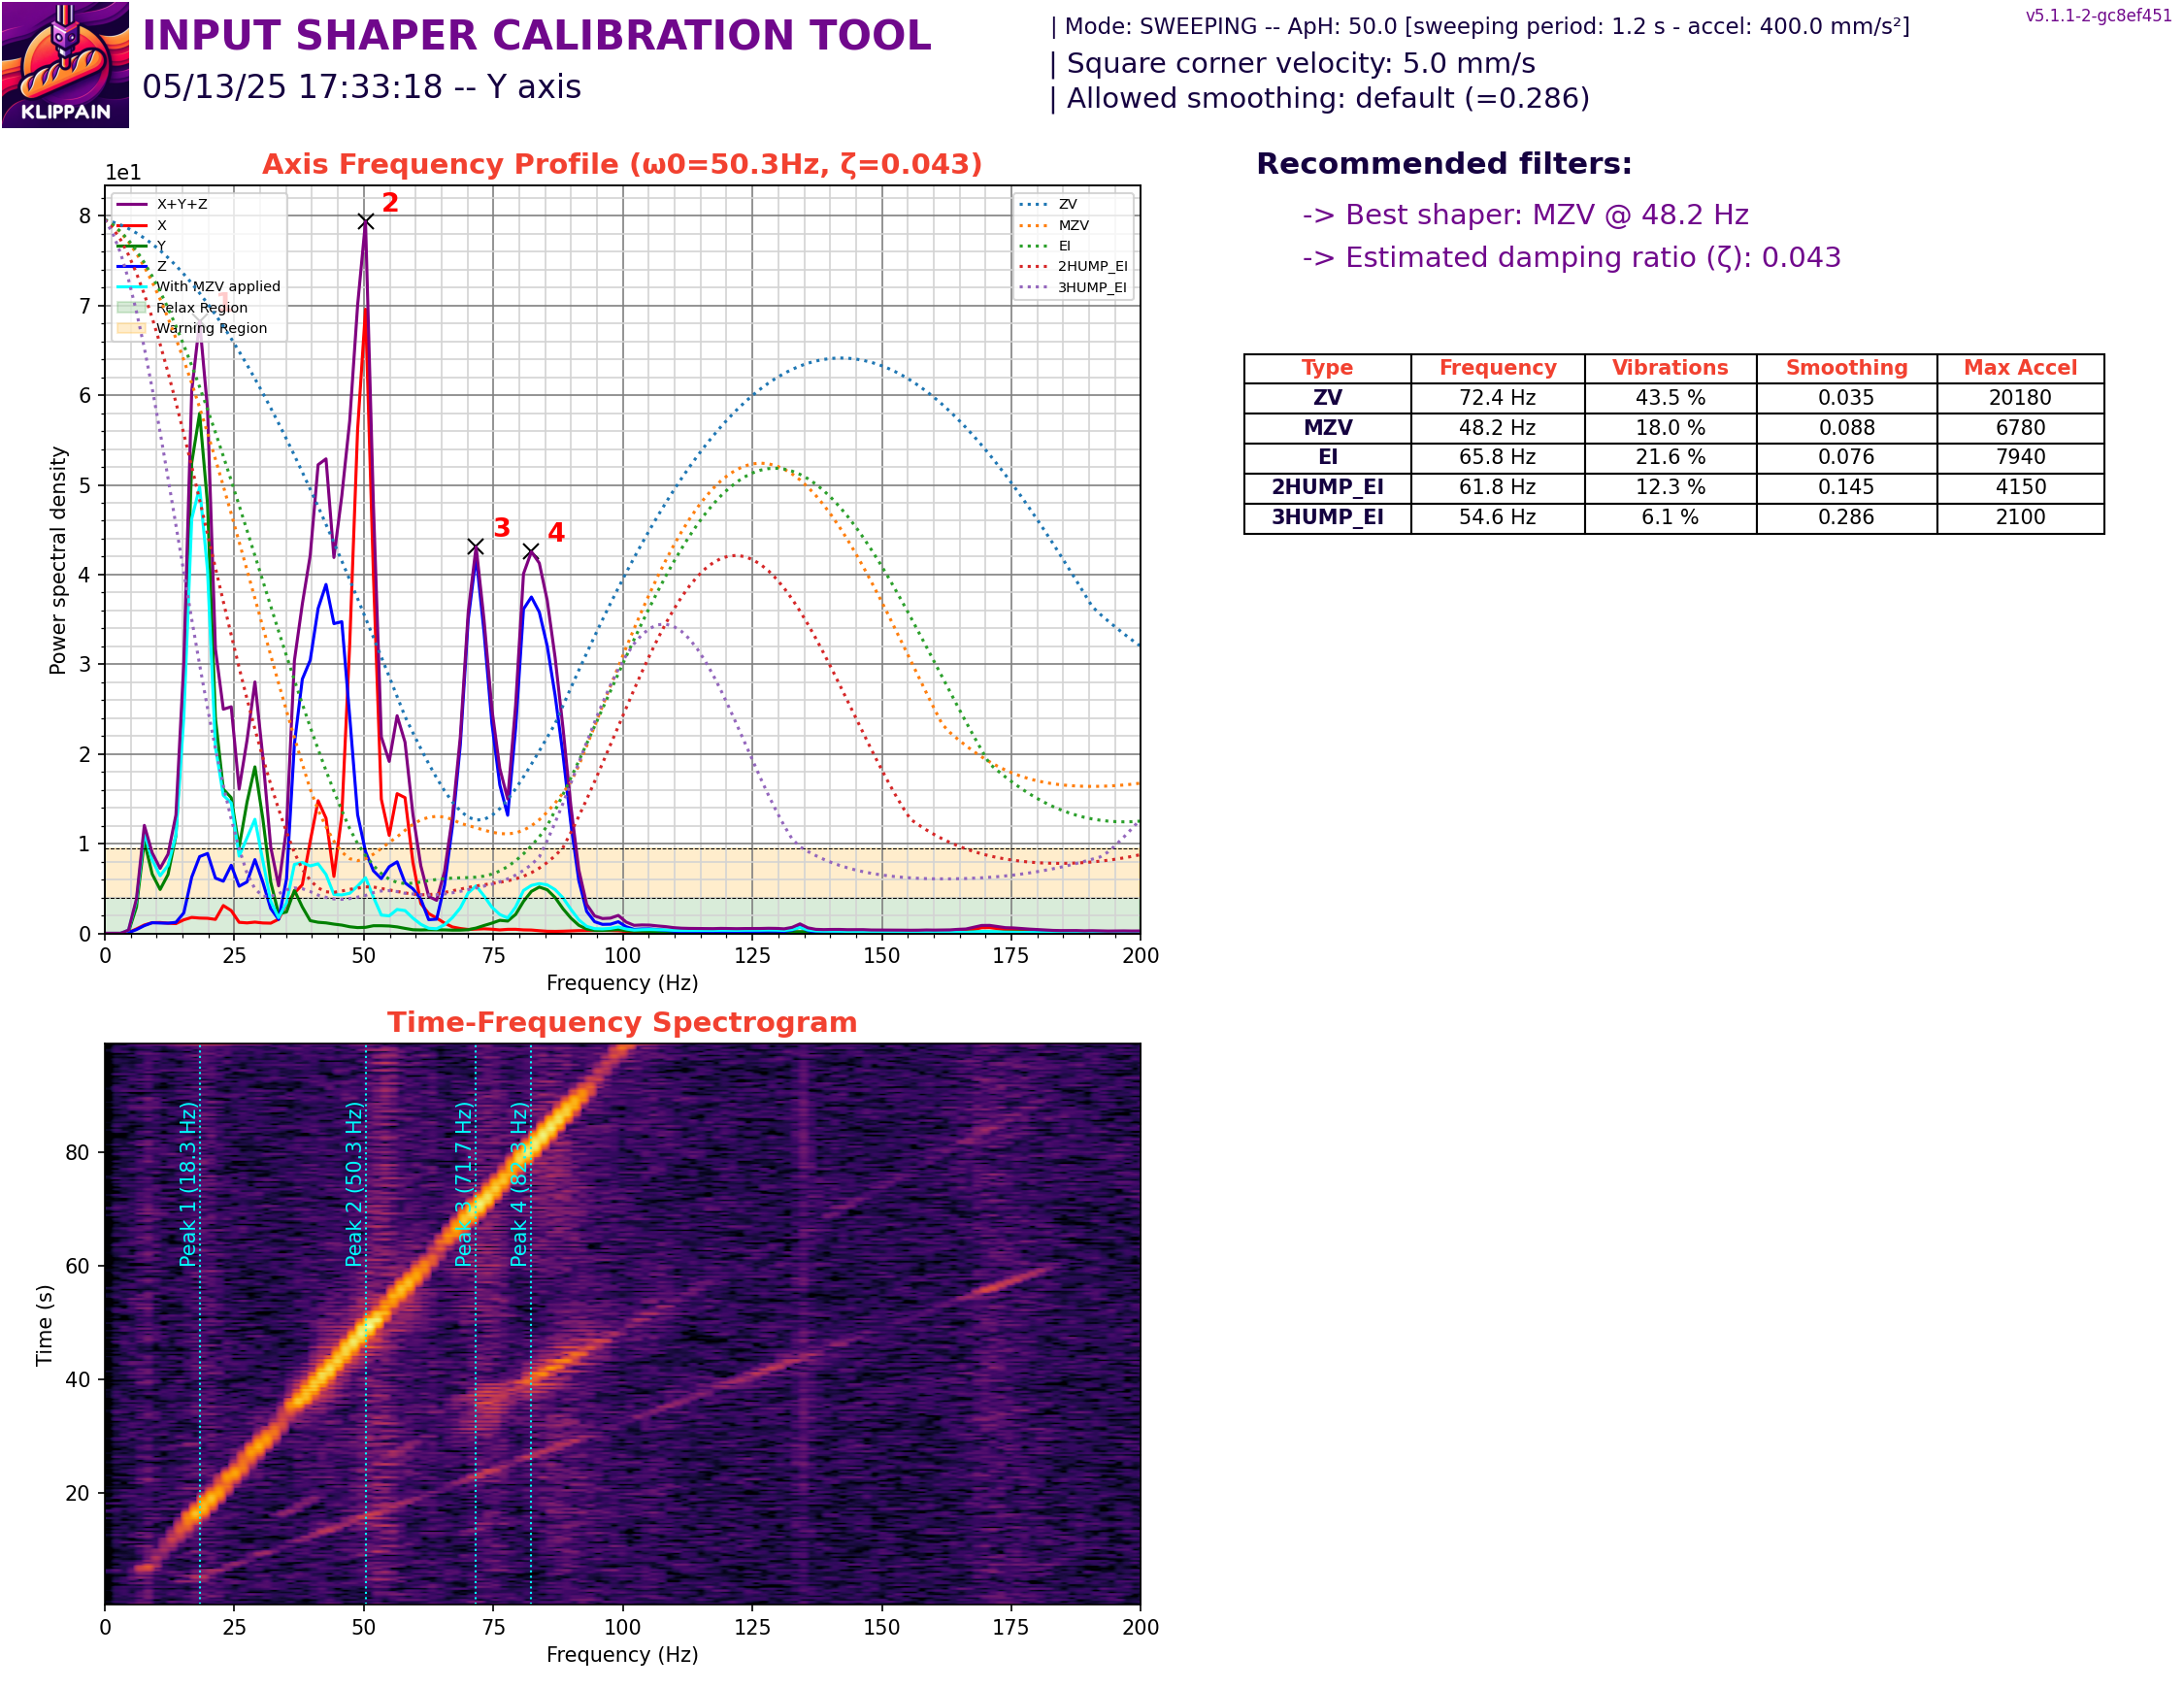 KLIPPAIN
INPUT SHAPER CALIBRATION TOOL
05/13/25 17:33:18 -- Y axis
| Mode: SWEEPING -- ApH: 50.0 [sweeping period: 1.2 s - accel: 400.0 mm/s²]
| Square corner velocity: 5.0 mm/s
| Allowed smoothing: default (=0.286)
v5.1.1-2-gc8ef451
Axis Frequency Profile (ω0=50.3Hz, ζ=0.043)
1e1
X+Y+Z
X
Y
Z
With MZV applied
Relax Region
Warning Region
ZV
MZV
EI
2HUMP_EI
3HUMP_EI
1
2
3
4
8
7
6
5
4
3
2
1
0
Power spectral density
0 25 50 75 100 125 150 175 200
Frequency (Hz)
Recommended filters:
-> Best shaper: MZV @ 48.2 Hz
-> Estimated damping ratio (ζ): 0.043
Type Frequency Vibrations Smoothing Max Accel
ZV 72.4 Hz 43.5 % 0.035 20180
MZV 48.2 Hz 18.0 % 0.088 6780
EI 65.8 Hz 21.6 % 0.076 7940
2HUMP_EI 61.8 Hz 12.3 % 0.145 4150
3HUMP_EI 54.6 Hz 6.1 % 0.286 2100
Time-Frequency Spectrogram
Peak 1 (18.3 Hz)
Peak 2 (50.3 Hz)
Peak 3 (71.7 Hz)
Peak 4 (82.3 Hz)
80
60
40
20
Time (s)
0 25 50 75 100 125 150 175 200
Frequency (Hz)